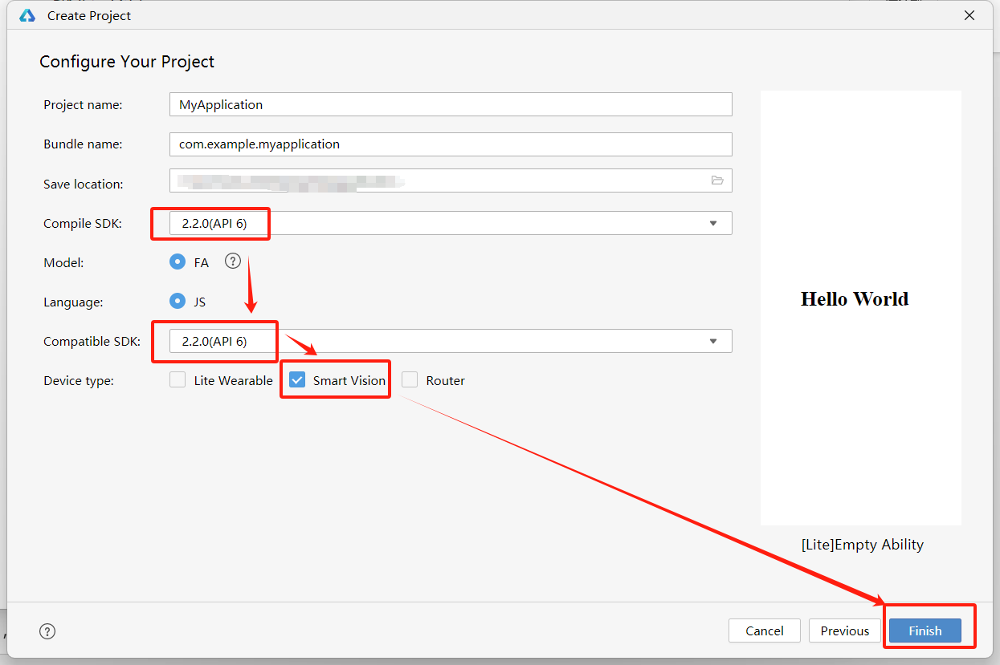 Create Project
Configure Your Project
Project name: MyApplication
Bundle name: com.example.myapplication
Save location:
Compile SDK: 2.2.0(API 6)
Model: FA ?
Language: JS
Compatible SDK: 2.2.0(API 6)
Device type: Lite Wearable Smart Vision Router
Hello World
[Lite]Empty Ability
? Cancel Previous Finish